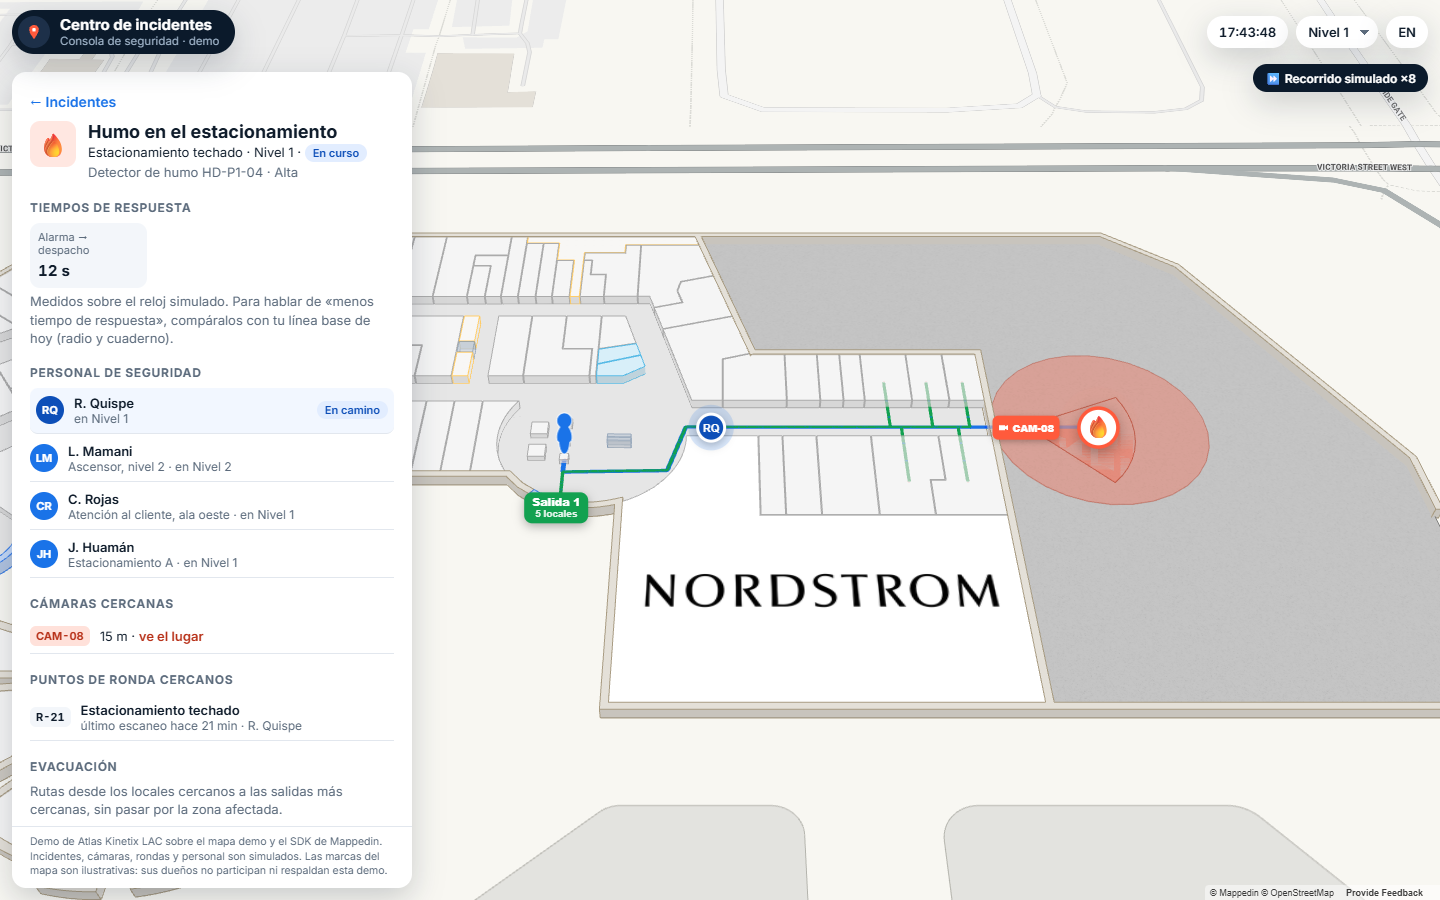 Centro de incidentes
Consola de seguridad · demo
17:43:48
Nivel 1
EN
Recorrido simulado ×8
← Incidentes
Humo en el estacionamiento
Estacionamiento techado · Nivel 1 · En curso
Detector de humo HD-P1-04 · Alta
TIEMPOS DE RESPUESTA
Alarma →
despacho
12 s
Medidos sobre el reloj simulado. Para hablar de «menos
tiempo de respuesta», compáralos con tu línea base de
hoy (radio y cuaderno).
PERSONAL DE SEGURIDAD
RQ
R. Quispe
en Nivel 1
En camino
LM
L. Mamani
Ascensor, nivel 2 · en Nivel 2
CR
C. Rojas
Atención al cliente, ala oeste · en Nivel 1
JH
J. Huamán
Estacionamiento A · en Nivel 1
CÁMARAS CERCANAS
CAM-08 15 m · ve el lugar
PUNTOS DE RONDA CERCANOS
R-21
Estacionamiento techado
último escaneo hace 21 min · R. Quispe
EVACUACIÓN
Rutas desde los locales cercanos a las salidas más
cercanas, sin pasar por la zona afectada.
Demo de Atlas Kinetix LAC sobre el mapa demo y el SDK de Mappedin.
Incidentes, cámaras, rondas y personal son simulados. Las marcas del
mapa son ilustrativas: sus dueños no participan ni respaldan esta demo.
VICTORIA STREET WEST
RQ
CAM-08
Salida 1
5 locales
NORDSTROM
© Mappedin © OpenStreetMap Provide Feedback